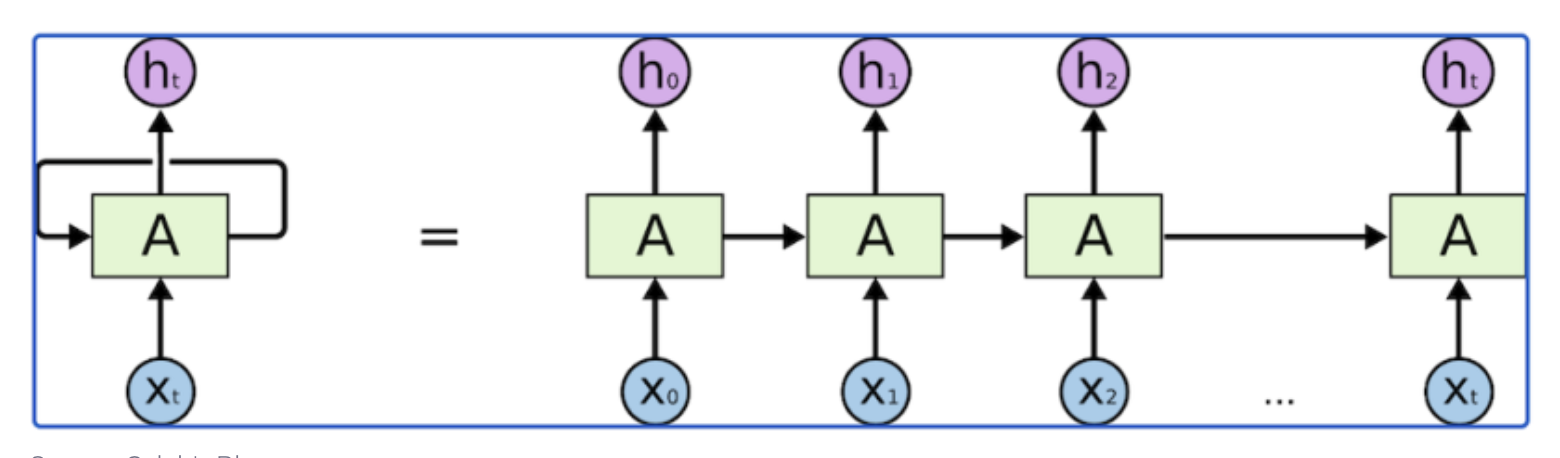 hₜ h₀ h₁ h₂ hₜ
A = A A A A
xₜ x₀ x₁ x₂ ... xₜ